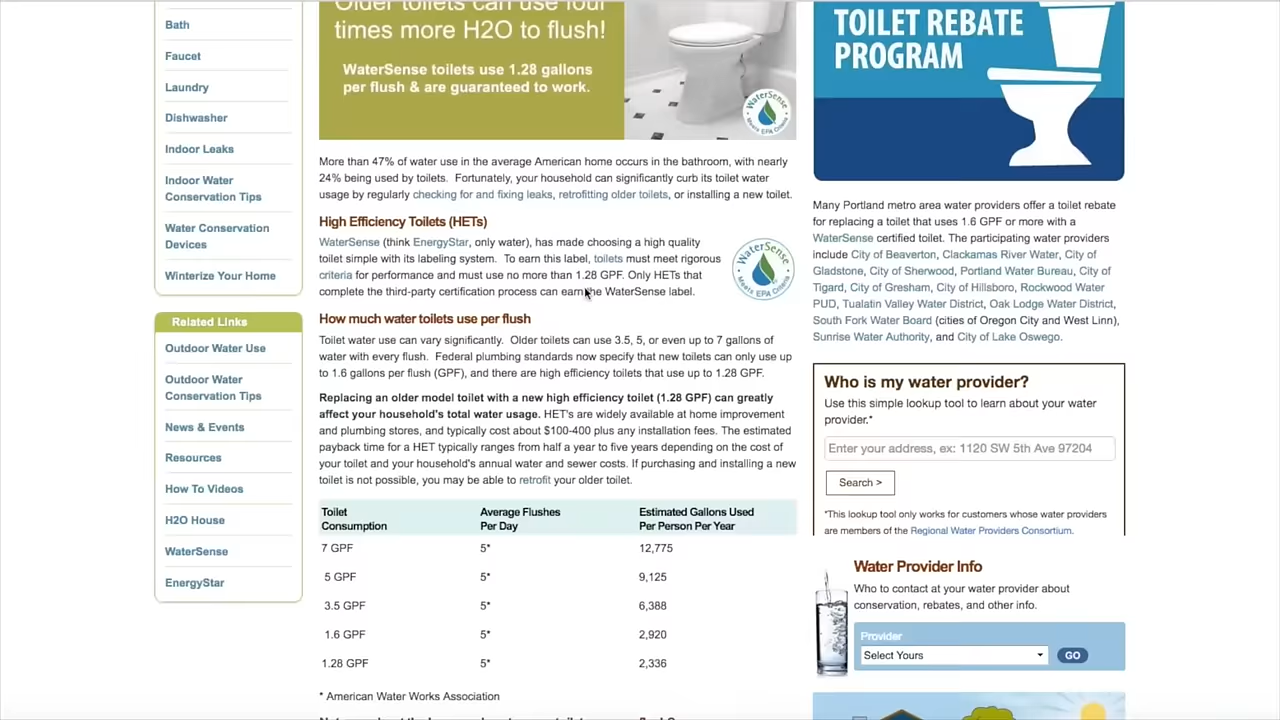 Bath
Faucet
Laundry
Dishwasher
Indoor Leaks
Indoor Water
Conservation Tips
Water Conservation
Devices
Winterize Your Home
Related Links
Outdoor Water Use
Outdoor Water
Conservation Tips
News & Events
Resources
How To Videos
H2O House
WaterSense
EnergyStar
Older toilets can use four
times more H2O to flush!
WaterSense toilets use 1.28 gallons
per flush & are guaranteed to work.
WaterSense
Meets EPA Criteria
More than 47% of water use in the average American home occurs in the bathroom, with nearly
24% being used by toilets. Fortunately, your household can significantly curb its toilet water
usage by regularly checking for and fixing leaks, retrofitting older toilets, or installing a new toilet.
High Efficiency Toilets (HETs)
WaterSense (think EnergyStar, only water), has made choosing a high quality
toilet simple with its labeling system. To earn this label, toilets must meet rigorous
criteria for performance and must use no more than 1.28 GPF. Only HETs that
complete the third-party certification process can earn the WaterSense label.
WaterSense
Meets EPA Criteria
How much water toilets use per flush
Toilet water use can vary significantly. Older toilets can use 3.5, 5, or even up to 7 gallons of
water with every flush. Federal plumbing standards now specify that new toilets can only use up
to 1.6 gallons per flush (GPF), and there are high efficiency toilets that use up to 1.28 GPF.
Replacing an older model toilet with a new high efficiency toilet (1.28 GPF) can greatly
affect your household's total water usage. HET's are widely available at home improvement
and plumbing stores, and typically cost about $100-400 plus any installation fees. The estimated
payback time for a HET typically ranges from half a year to five years depending on the cost of
your toilet and your household's annual water and sewer costs. If purchasing and installing a new
toilet is not possible, you may be able to retrofit your older toilet.
Toilet Average Flushes Estimated Gallons Used
Consumption Per Day Per Person Per Year
7 GPF 5* 12,775
5 GPF 5* 9,125
3.5 GPF 5* 6,388
1.6 GPF 5* 2,920
1.28 GPF 5* 2,336
* American Water Works Association
TOILET REBATE
PROGRAM
Many Portland metro area water providers offer a toilet rebate
for replacing a toilet that uses 1.6 GPF or more with a
WaterSense certified toilet. The participating water providers
include City of Beaverton, Clackamas River Water, City of
Gladstone, City of Sherwood, Portland Water Bureau, City of
Tigard, City of Gresham, City of Hillsboro, Rockwood Water
PUD, Tualatin Valley Water District, Oak Lodge Water District,
South Fork Water Board (cities of Oregon City and West Linn),
Sunrise Water Authority, and City of Lake Oswego.
Who is my water provider?
Use this simple lookup tool to learn about your water
provider.*
Enter your address, ex: 1120 SW 5th Ave 97204
Search >
*This lookup tool only works for customers whose water providers
are members of the Regional Water Providers Consortium.
Water Provider Info
Who to contact at your water provider about
conservation, rebates, and other info.
Provider
Select Yours
GO